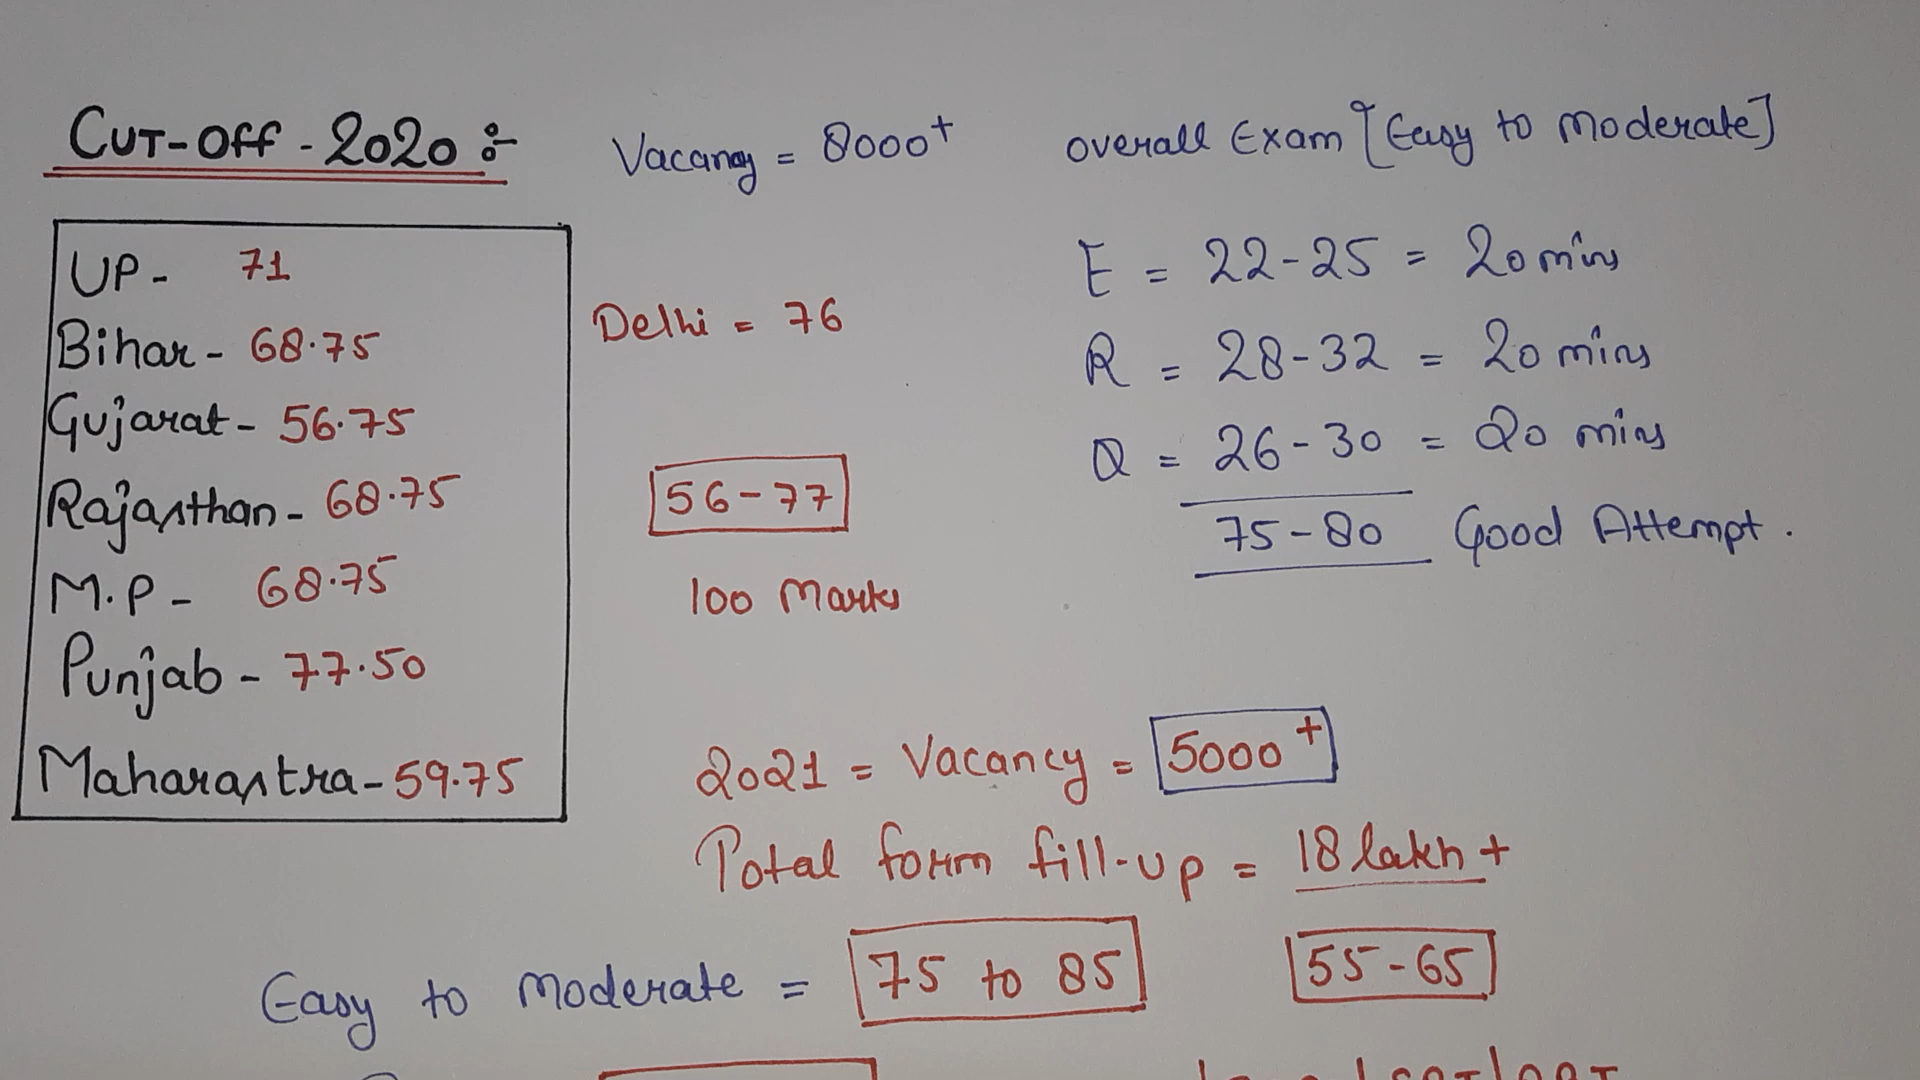 CUT-OFF - 2020 :-
Vacancy = 8000+
overall Exam [Easy to Moderate]
UP - 71
Bihar - 68.75
Gujarat - 56.75
Rajasthan - 68.75
M.P - 68.75
Punjab - 77.50
Maharastra - 59.75
Delhi = 76
56-77
100 Marks
E = 22-25 = 20 mins
R = 28-32 = 20 mins
Q = 26-30 = 20 mins
75-80 Good Attempt.
2021 = Vacancy = 5000+
Total form fill-up = 18 lakh +
Easy to Moderate = 75 to 85
55-65